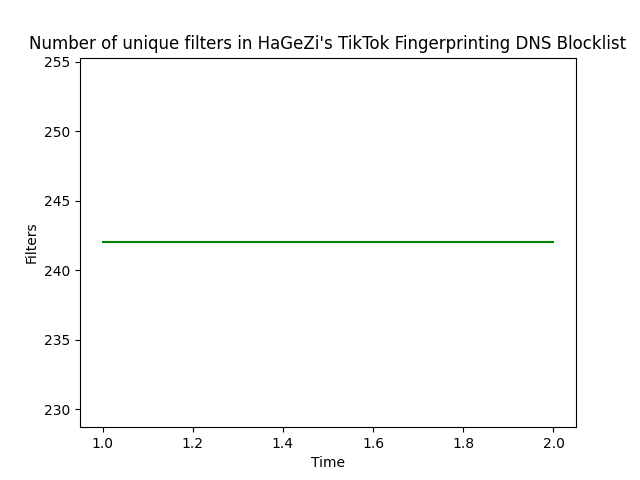 Number of unique filters in HaGeZi's TikTok Fingerprinting DNS Blocklist
255
250
245
240
235
230
Filters
1.0 1.2 1.4 1.6 1.8 2.0
Time